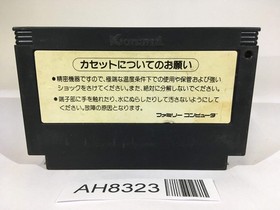 KONAMI
カセットについてのお願い
●精密機器ですので、極端な温度条件下での使用や保管および強い
ショックをさけてください。また、絶対に分解しないでください。
●端子部に手を触れたり、水にぬらしたりして汚さないようにして
ください。故障の原因となります。
ファミリーコンピュータ
AH8323